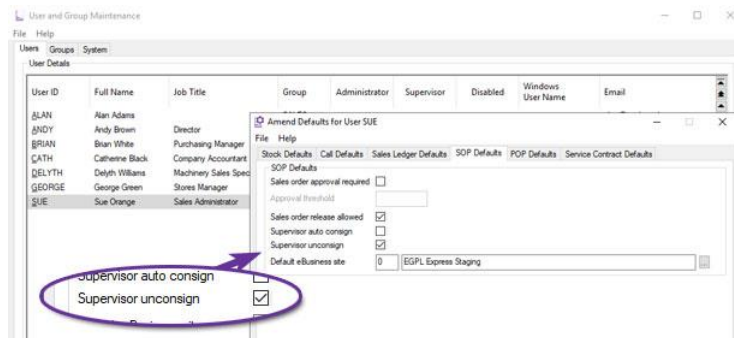 User and Group Maintenance
File Help
Users Groups System
User Details
User ID Full Name Job Title Group Administrator Supervisor Disabled Windows User Name Email
ALAN Alan Adams
ANDY Andy Brown Director
BRIAN Brian White Purchasing Manager
CATH Catherine Black Company Accountant
DELYTH Delyth Williams Machinery Sales Spec
GEORGE George Green Stores Manager
SUE Sue Orange Sales Administrator
Amend Defaults for User SUE
File Help
Stock Defaults Call Defaults Sales Ledger Defaults SOP Defaults POP Defaults Service Contract Defaults
SOP Defaults
Sales order approval required
Approval threshold
Sales order release allowed
Supervisor auto consign
Supervisor unconsign
Default eBusiness site 0 EGPL Express Staging ...
Supervisor auto consign
Supervisor unconsign